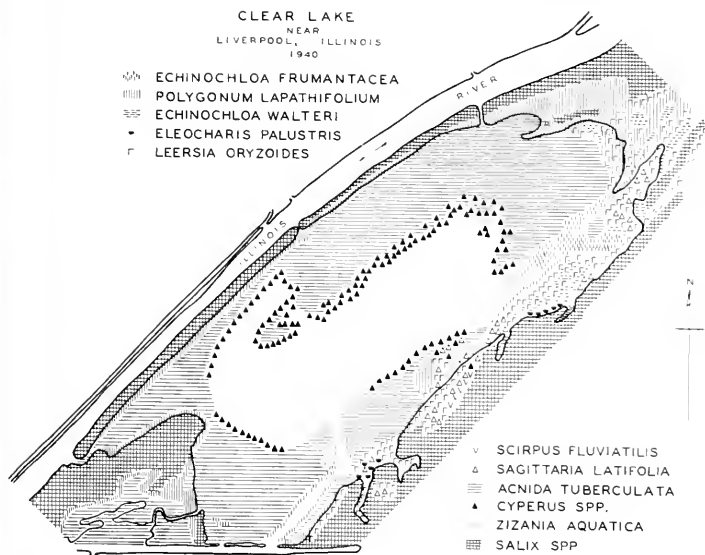 CLEAR LAKE
NEAR
LIVERPOOL, ILLINOIS
1940
ECHINOCHLOA FRUMANTACEA
POLYGONUM LAPATHIFOLIUM
ECHINOCHLOA WALTERI
ELEOCHARIS PALUSTRIS
LEERSIA ORYZOIDES
RIVER
ILLINOIS
N
SCIRPUS FLUVIATILIS
SAGITTARIA LATIFOLIA
ACNIDA TUBERCULATA
CYPERUS SPP.
ZIZANIA AQUATICA
SALIX SPP